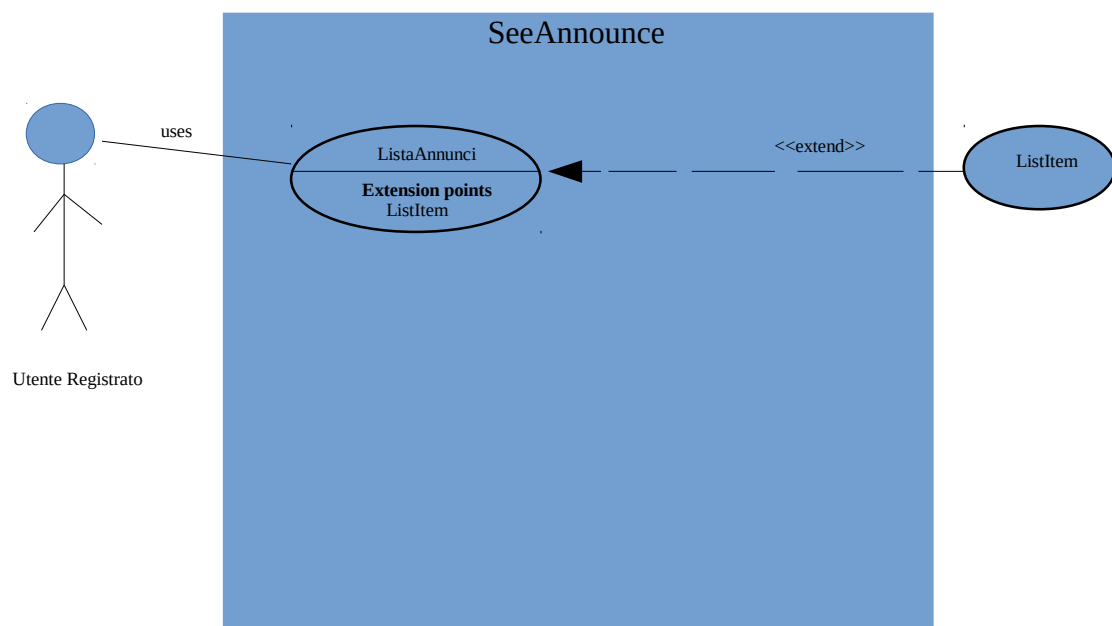 SeeAnnounce
uses
ListaAnnunci
Extension points
ListItem
<<extend>>
ListItem
Utente Registrato